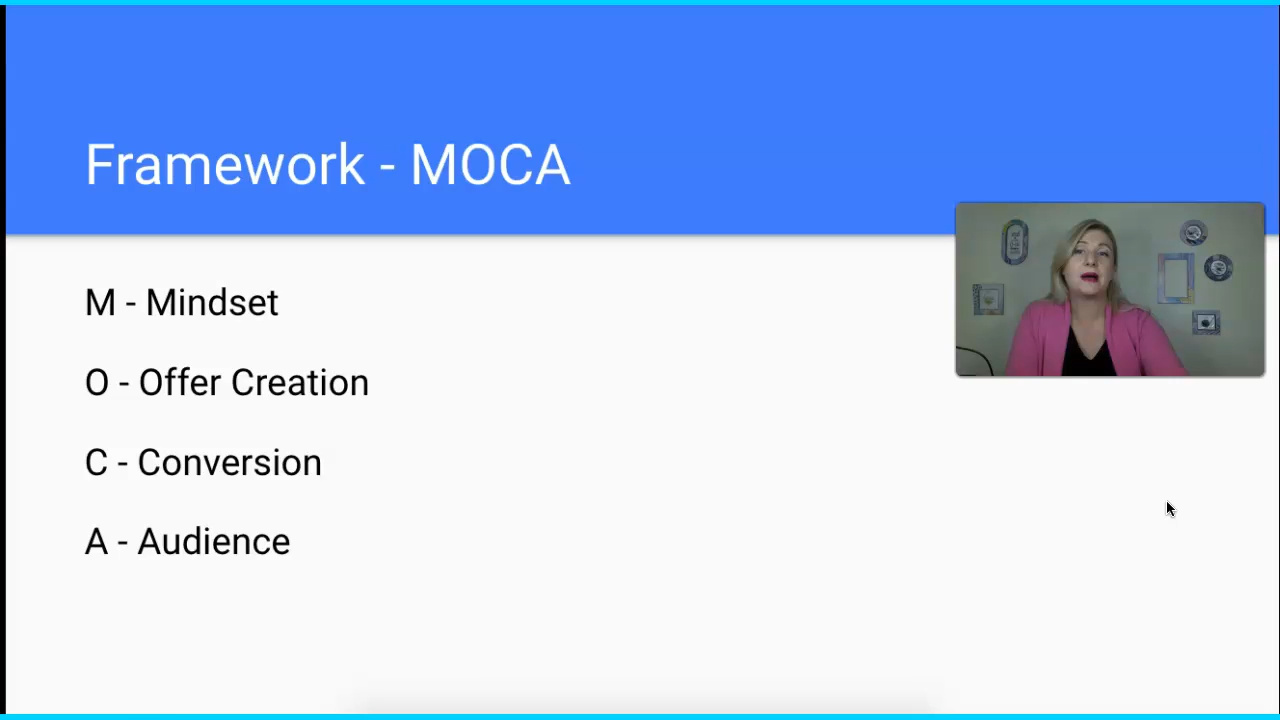 Framework - MOCA
M - Mindset
O - Offer Creation
C - Conversion
A - Audience